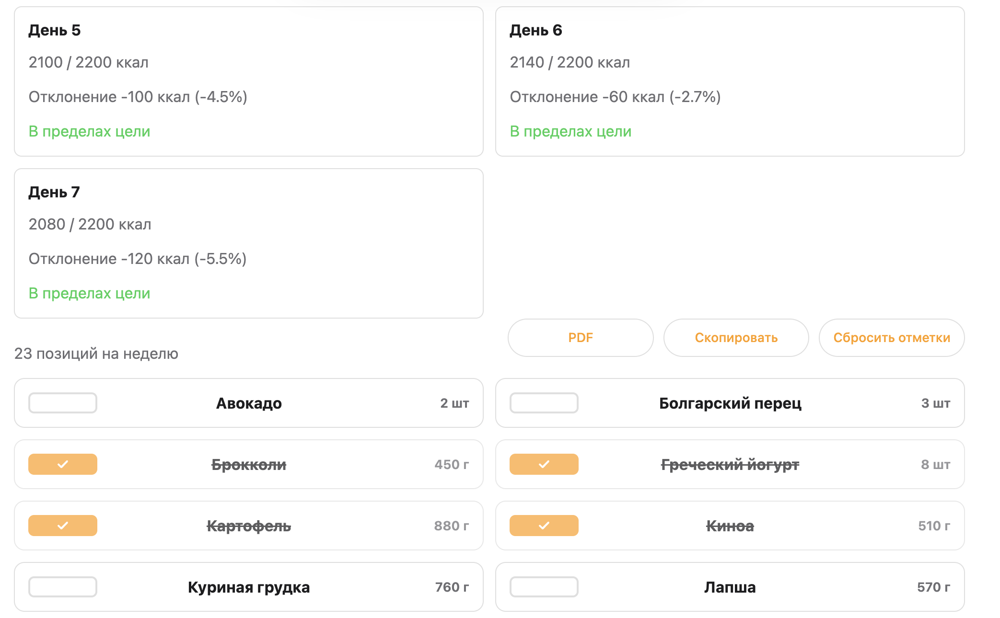 День 5
2100 / 2200 ккал
Отклонение -100 ккал (-4.5%)
В пределах цели
День 6
2140 / 2200 ккал
Отклонение -60 ккал (-2.7%)
В пределах цели
День 7
2080 / 2200 ккал
Отклонение -120 ккал (-5.5%)
В пределах цели
23 позиций на неделю
PDF
Скопировать
Сбросить отметки
Авокадо 2 шт
Болгарский перец 3 шт
Брокколи 450 г
Греческий йогурт 8 шт
Картофель 880 г
Киноа 510 г
Куриная грудка 760 г
Лапша 570 г